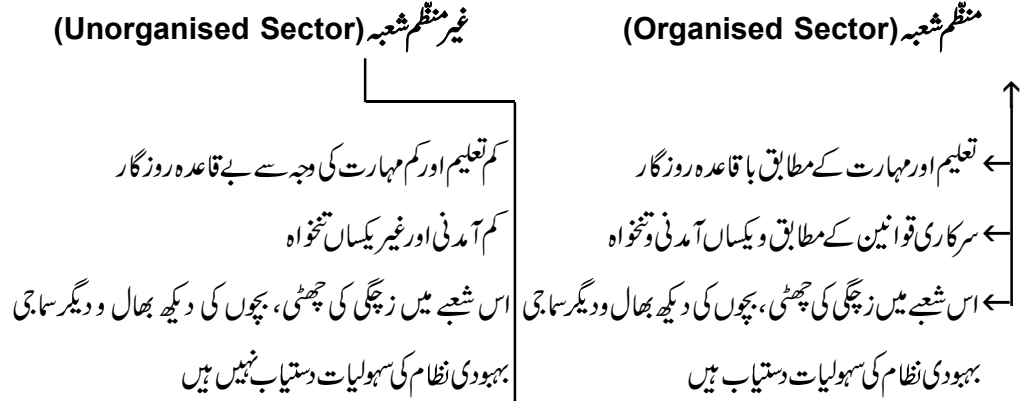 منظّم شعبہ (Organised Sector)
← تعلیم اور مہارت کے مطابق باقاعدہ روزگار
← سرکاری قوانین کے مطابق و یکساں آمدنی و تنخواہ
← اس شعبے میں زچگی کی چھٹی، بچوں کی دیکھ بھال ودیگر سماجی
بہبودی نظام کی سہولیات دستیاب ہیں
غیر منظّم شعبہ (Unorganised Sector)
کم تعلیم اور کم مہارت کی وجہ سے بے قاعدہ روزگار
کم آمدنی اور غیر یکساں تنخواہ
اس شعبے میں زچگی کی چھٹی، بچوں کی دیکھ بھال و دیگر سماجی
بہبودی نظام کی سہولیات دستیاب نہیں ہیں